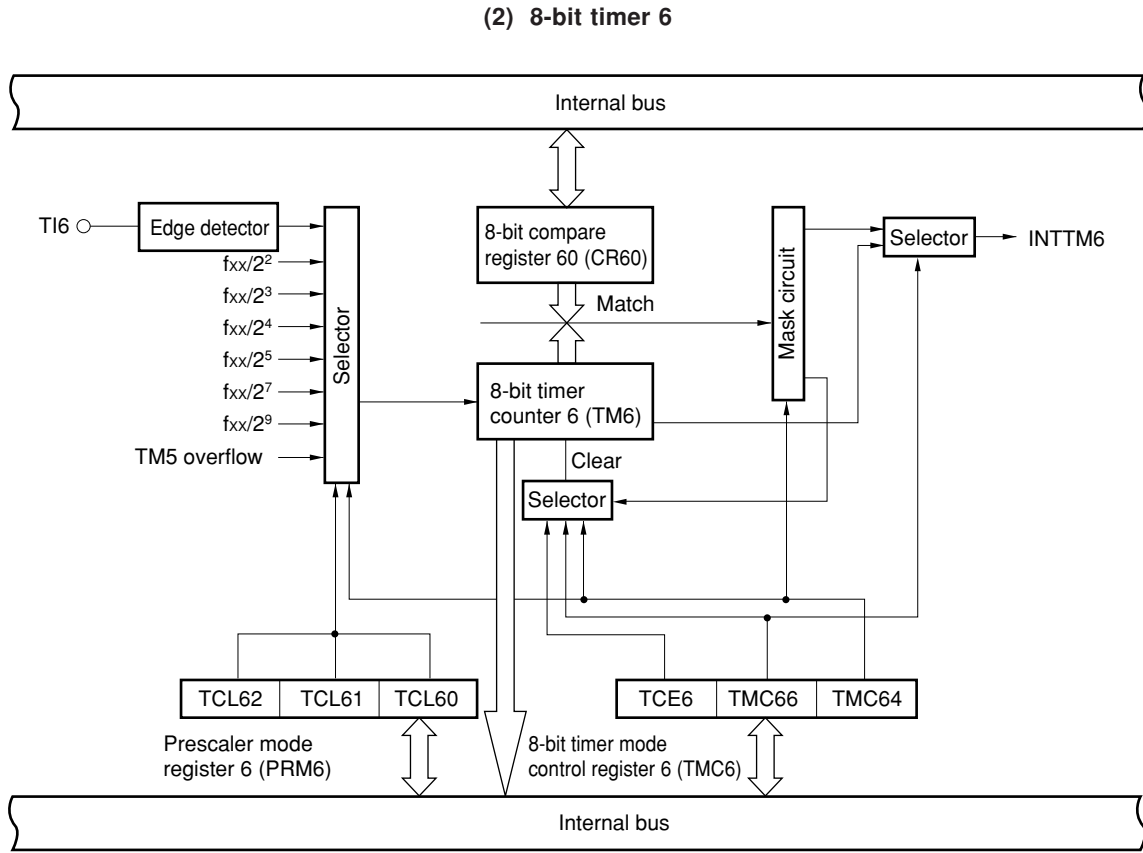 (2) 8-bit timer 6
Internal bus
TI6
Edge detector
fxx/2²
fxx/2³
fxx/2⁴
fxx/2⁵
fxx/2⁷
fxx/2⁹
TM5 overflow
Selector
8-bit compare
register 60 (CR60)
Match
8-bit timer
counter 6 (TM6)
Clear
Selector
Mask circuit
Selector
INTTM6
TCL62
TCL61
TCL60
Prescaler mode
register 6 (PRM6)
TCE6
TMC66
TMC64
8-bit timer mode
control register 6 (TMC6)
Internal bus